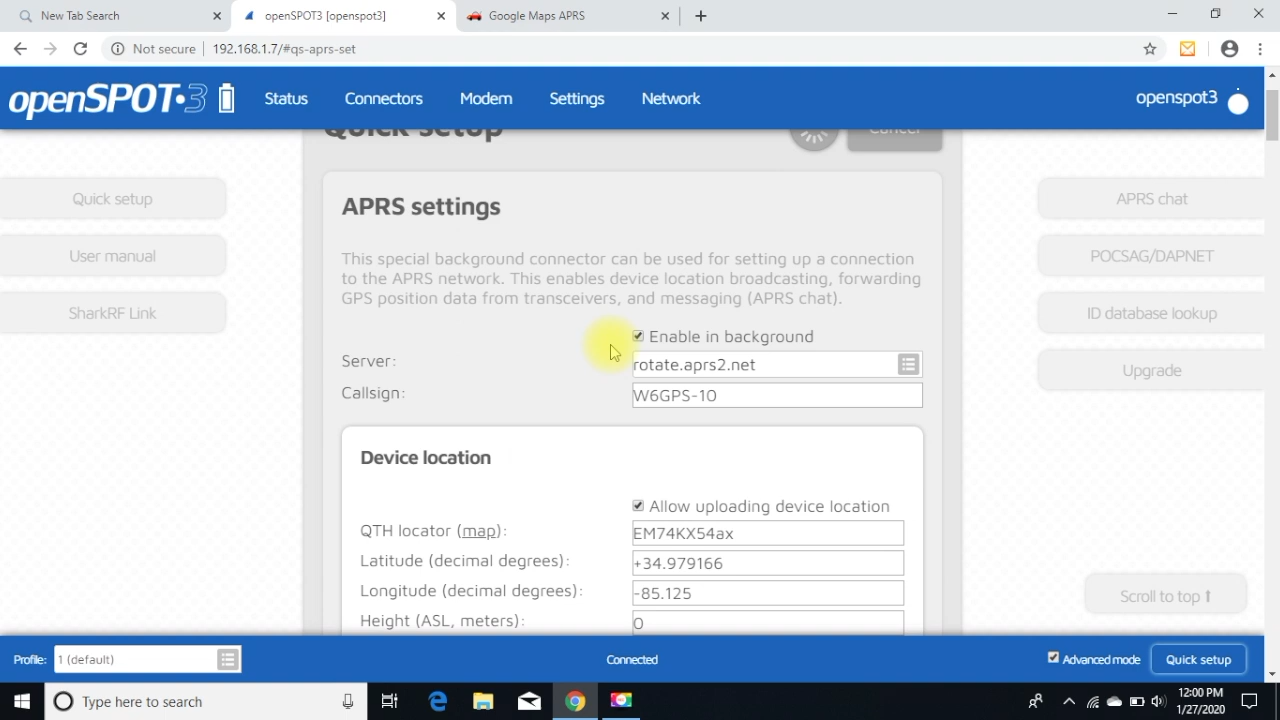 New Tab Search
openSPOT3 [openspot3]
Google Maps APRS
Not secure
192.168.1.7/#qs-aprs-set
openSPOT•3
Status
Connectors
Modem
Settings
Network
openspot3
Quick setup
Cancel
Quick setup
User manual
SharkRF Link
APRS settings
This special background connector can be used for setting up a connection
to the APRS network. This enables device location broadcasting, forwarding
GPS position data from transceivers, and messaging (APRS chat).
Enable in background
Server:
rotate.aprs2.net
Callsign:
W6GPS-10
Device location
Allow uploading device location
QTH locator (map):
EM74KX54ax
Latitude (decimal degrees):
+34.979166
Longitude (decimal degrees):
-85.125
Height (ASL, meters):
0
APRS chat
POCSAG/DAPNET
ID database lookup
Upgrade
Scroll to top ⬆
Profile:
1 (default)
Connected
Advanced mode
Quick setup
Type here to search
12:00 PM
1/27/2020